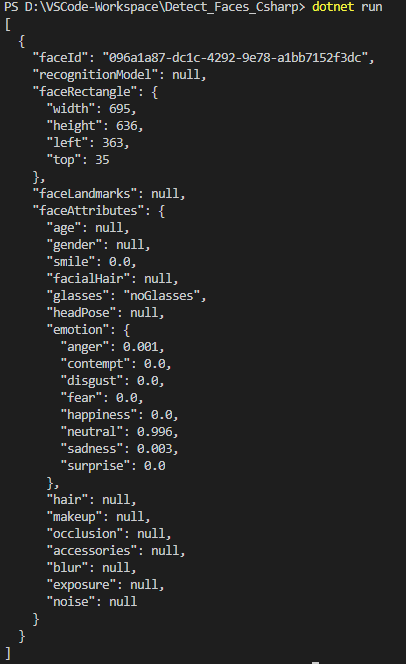 PS D:\VSCode-Workspace\Detect_Faces_Csharp> dotnet run
[
  {
    "faceId": "096a1a87-dc1c-4292-9e78-a1bb7152f3dc",
    "recognitionModel": null,
    "faceRectangle": {
      "width": 695,
      "height": 636,
      "left": 363,
      "top": 35
    },
    "faceLandmarks": null,
    "faceAttributes": {
      "age": null,
      "gender": null,
      "smile": 0.0,
      "facialHair": null,
      "glasses": "noGlasses",
      "headPose": null,
      "emotion": {
        "anger": 0.001,
        "contempt": 0.0,
        "disgust": 0.0,
        "fear": 0.0,
        "happiness": 0.0,
        "neutral": 0.996,
        "sadness": 0.003,
        "surprise": 0.0
      },
      "hair": null,
      "makeup": null,
      "occlusion": null,
      "accessories": null,
      "blur": null,
      "exposure": null,
      "noise": null
    }
  }
]